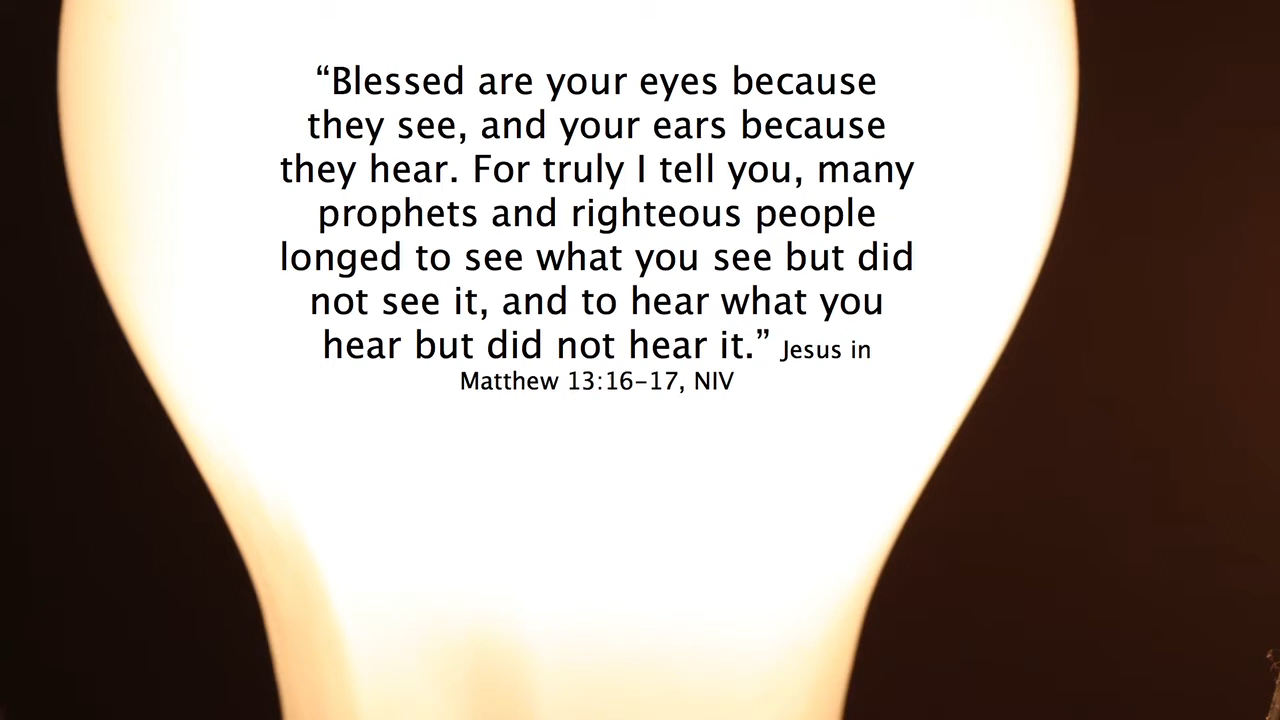 “Blessed are your eyes because
they see, and your ears because
they hear. For truly I tell you, many
prophets and righteous people
longed to see what you see but did
not see it, and to hear what you
hear but did not hear it.” Jesus in
Matthew 13:16–17, NIV